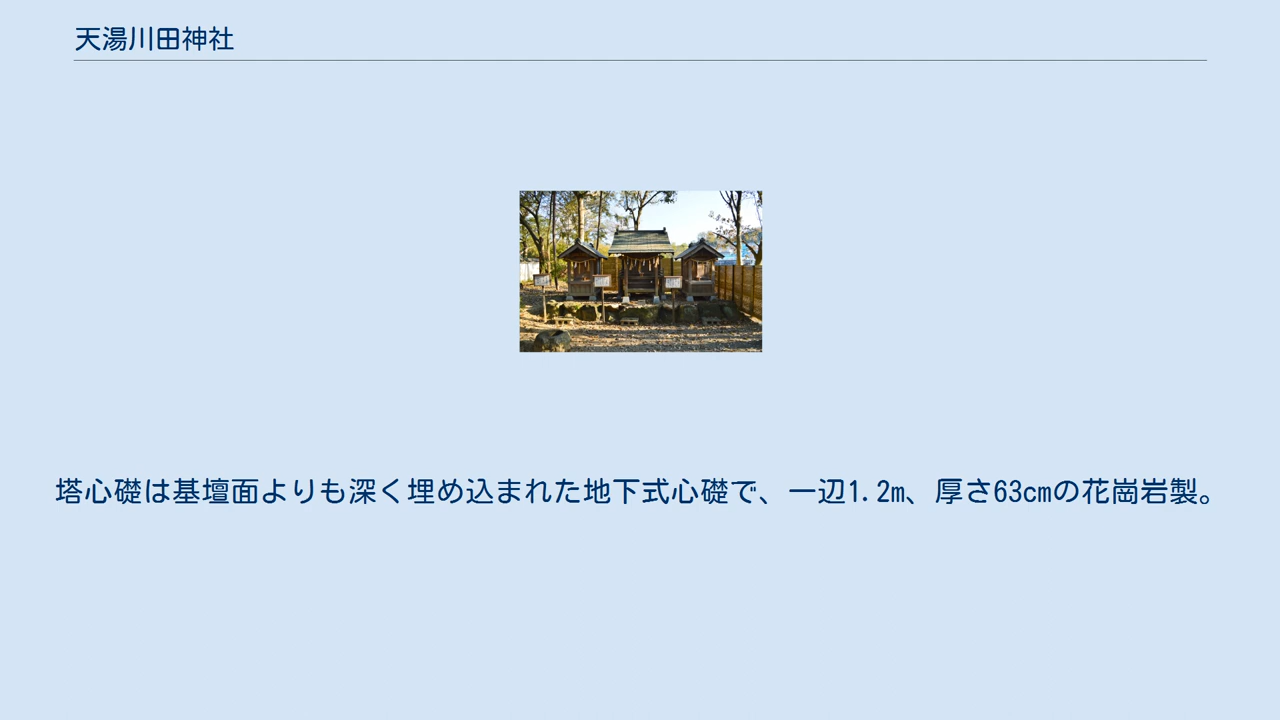 天湯川田神社
塔心礎は基壇面よりも深く埋め込まれた地下式心礎で、一辺1.2m、厚さ63cmの花崗岩製。